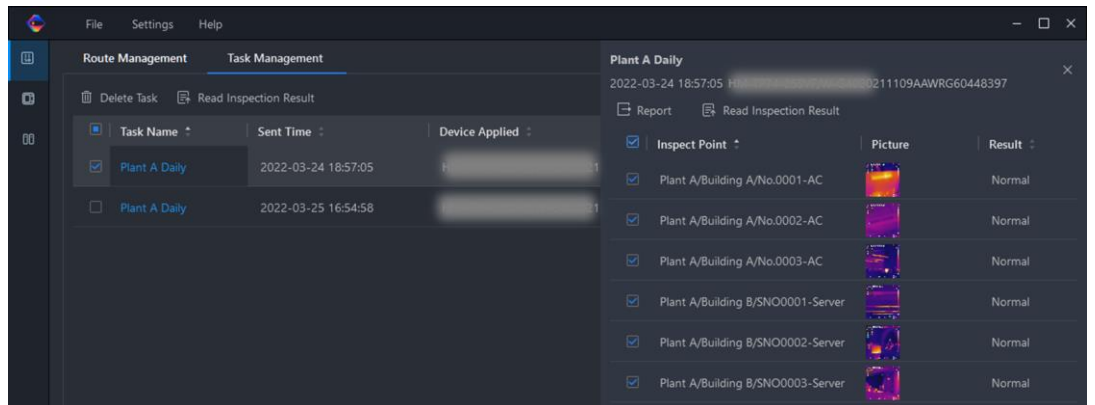 File Settings Help
Route Management Task Management
Delete Task Read Inspection Result
Task Name Sent Time Device Applied
Plant A Daily 2022-03-24 18:57:05
Plant A Daily 2022-03-25 16:54:58
Plant A Daily
2022-03-24 18:57:05 0211109AAWRG60448397
Report Read Inspection Result
Inspect Point Picture Result
Plant A/Building A/No.0001-AC Normal
Plant A/Building A/No.0002-AC Normal
Plant A/Building A/No.0003-AC Normal
Plant A/Building B/SNO0001-Server Normal
Plant A/Building B/SNO0002-Server Normal
Plant A/Building B/SNO0003-Server Normal